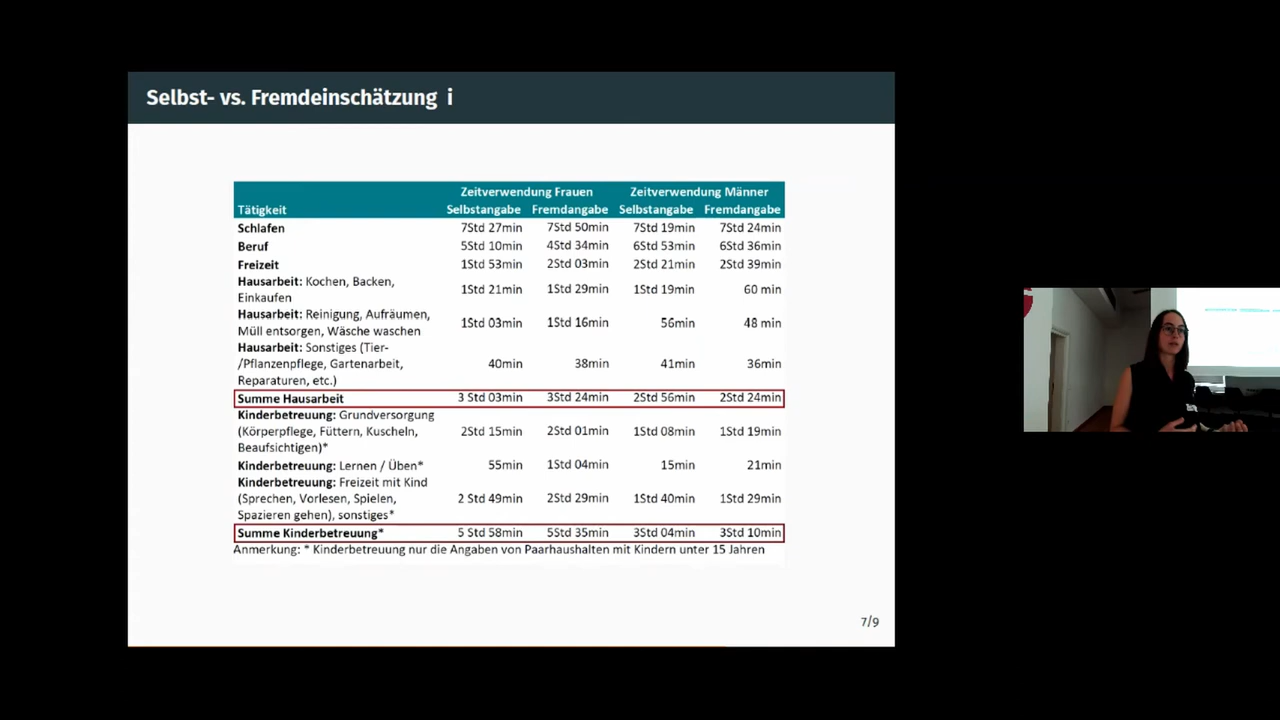 Selbst- vs. Fremdeinschätzung i
Zeitverwendung Frauen Zeitverwendung Männer
Tätigkeit Selbstangabe Fremdangabe Selbstangabe Fremdangabe
Schlafen 7Std 27min 7Std 50min 7Std 19min 7Std 24min
Beruf 5Std 10min 4Std 34min 6Std 53min 6Std 36min
Freizeit 1Std 53min 2Std 03min 2Std 21min 2Std 39min
Hausarbeit: Kochen, Backen,
Einkaufen 1Std 21min 1Std 29min 1Std 19min 60 min
Hausarbeit: Reinigung, Aufräumen,
Müll entsorgen, Wäsche waschen 1Std 03min 1Std 16min 56min 48 min
Hausarbeit: Sonstiges (Tier-
/Pflanzenpflege, Gartenarbeit, 40min 38min 41min 36min
Reparaturen, etc.)
Summe Hausarbeit 3 Std 03min 3Std 24min 2Std 56min 2Std 24min
Kinderbetreuung: Grundversorgung
(Körperpflege, Füttern, Kuscheln, 2Std 15min 2Std 01min 1Std 08min 1Std 19min
Beaufsichtigen)*
Kinderbetreuung: Lernen / Üben* 55min 1Std 04min 15min 21min
Kinderbetreuung: Freizeit mit Kind
(Sprechen, Vorlesen, Spielen, 2 Std 49min 2Std 29min 1Std 40min 1Std 29min
Spazieren gehen), sonstiges*
Summe Kinderbetreuung* 5 Std 58min 5Std 35min 3Std 04min 3Std 10min
Anmerkung: * Kinderbetreuung nur die Angaben von Paarhaushalten mit Kindern unter 15 Jahren
7/9